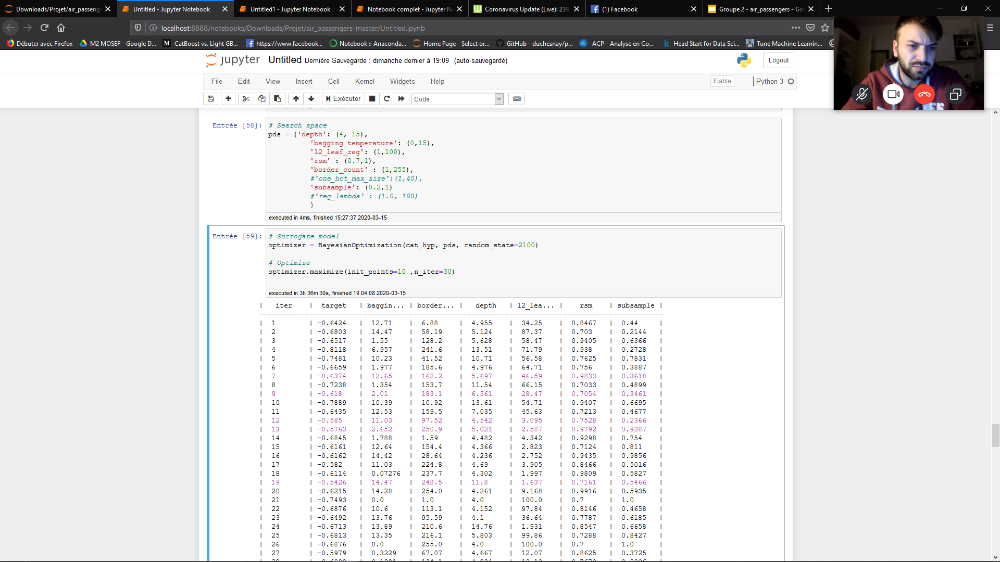 Downloads/Projet/air_passenge
Untitled - Jupyter Notebook
Untitled1 - Jupyter Notebook
Notebook complet - Jupyter N
Coronavirus Update (Live): 239,
(1) Facebook
Groupe 2 - air_passengers - Go
localhost:8888/notebooks/Downloads/Projet/air_passengers-master/Untitled.ipynb
Débuter avec Firefox
M2 MOSEF - Google D...
CatBoost vs. Light GB...
https://www.facebook...
Notebook :: Anaconda...
Home Page - Select or...
GitHub - duchesnay/p...
ACP - Analyse en Co...
Head Start for Data Sci...
Tune Machine Learnin...
jupyter Untitled Dernière Sauvegarde : dimanche dernier à 19:09 (auto-sauvegardé)
Logout
File Edit View Insert Cell Kernel Widgets Help
Fiable
Python 3
Exécuter
Code
Entrée [58]:
# Search space
pds = {'depth': (4, 15),
'bagging_temperature': (0,15),
'l2_leaf_reg': (1,100),
'rsm' : (0.7,1),
'border_count' : (1,255),
#'one_hot_max_size':(1,40),
'subsample': (0.2,1)
#'reg_lambda' : (1.0, 100)
}
executed in 4ms, finished 15:27:37 2020-03-15
Entrée [59]:
# Surrogate model
optimizer = BayesianOptimization(cat_hyp, pds, random_state=2100)
# Optimize
optimizer.maximize(init_points=10 ,n_iter=30)
executed in 3h 36m 30s, finished 19:04:08 2020-03-15
| iter | target | baggin... | border... | depth | l2_lea... | rsm | subsample |
-------------------------------------------------------------------------------------------------
| 1 | -0.6424 | 12.71 | 6.88 | 4.955 | 34.25 | 0.8467 | 0.44 |
| 2 | -0.6803 | 14.47 | 58.19 | 5.124 | 87.37 | 0.703 | 0.2144 |
| 3 | -0.6517 | 1.55 | 128.2 | 5.628 | 58.47 | 0.9405 | 0.6366 |
| 4 | -0.8118 | 6.957 | 241.6 | 13.51 | 71.79 | 0.938 | 0.2728 |
| 5 | -0.7481 | 10.23 | 41.52 | 10.71 | 56.58 | 0.7625 | 0.7831 |
| 6 | -0.6659 | 1.977 | 185.6 | 4.976 | 64.71 | 0.756 | 0.3887 |
| 7 | -0.6374 | 12.65 | 162.2 | 5.697 | 46.59 | 0.9833 | 0.3618 |
| 8 | -0.7238 | 1.354 | 153.7 | 11.54 | 66.15 | 0.7033 | 0.4899 |
| 9 | -0.618 | 2.01 | 183.1 | 6.561 | 28.47 | 0.7054 | 0.3461 |
| 10 | -0.7889 | 10.39 | 10.92 | 13.61 | 54.71 | 0.9407 | 0.6695 |
| 11 | -0.6435 | 12.53 | 159.5 | 7.035 | 45.63 | 0.7213 | 0.4677 |
| 12 | -0.585 | 11.03 | 97.52 | 4.542 | 3.095 | 0.7528 | 0.2366 |
| 13 | -0.5763 | 2.652 | 250.9 | 5.021 | 2.587 | 0.9792 | 0.9387 |
| 14 | -0.6845 | 1.788 | 1.59 | 4.482 | 4.342 | 0.9298 | 0.754 |
| 15 | -0.6161 | 12.64 | 154.4 | 4.366 | 2.823 | 0.7124 | 0.811 |
| 16 | -0.6162 | 14.42 | 28.64 | 4.236 | 2.752 | 0.9435 | 0.9856 |
| 17 | -0.582 | 11.03 | 224.8 | 4.69 | 3.905 | 0.8466 | 0.5016 |
| 18 | -0.6114 | 0.07276 | 237.7 | 4.302 | 1.997 | 0.9809 | 0.5827 |
| 19 | -0.5426 | 14.47 | 248.5 | 11.8 | 1.637 | 0.7161 | 0.5466 |
| 20 | -0.6215 | 14.28 | 254.0 | 4.261 | 9.168 | 0.9916 | 0.5935 |
| 21 | -0.7493 | 0.0 | 1.0 | 4.0 | 100.0 | 0.7 | 1.0 |
| 22 | -0.6876 | 10.6 | 113.1 | 4.152 | 97.84 | 0.8146 | 0.4658 |
| 23 | -0.6492 | 13.76 | 95.59 | 4.1 | 36.64 | 0.7787 | 0.6185 |
| 24 | -0.6713 | 13.89 | 210.6 | 14.76 | 1.931 | 0.8547 | 0.6658 |
| 25 | -0.6813 | 13.35 | 216.1 | 5.803 | 99.86 | 0.7288 | 0.8427 |
| 26 | -0.6876 | 0.0 | 255.0 | 4.0 | 100.0 | 0.7 | 1.0 |
| 27 | -0.5979 | 0.3229 | 67.07 | 4.667 | 12.07 | 0.8625 | 0.3725 |